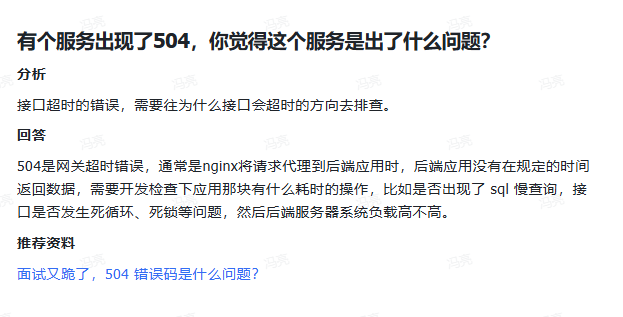 有个服务出现了504，你觉得这个服务是出了什么问题？
分析
接口超时的错误，需要往为什么接口会超时的方向去排查。
回答
504是网关超时错误，通常是nginx将请求代理到后端应用时，后端应用没有在规定的时间
返回数据，需要开发检查下应用那块有什么耗时的操作，比如是否出现了 sql 慢查询，接
口是否发生死循环、死锁等问题，然后后端服务器系统负载高不高。
推荐资料
面试又跪了，504 错误码是什么问题？